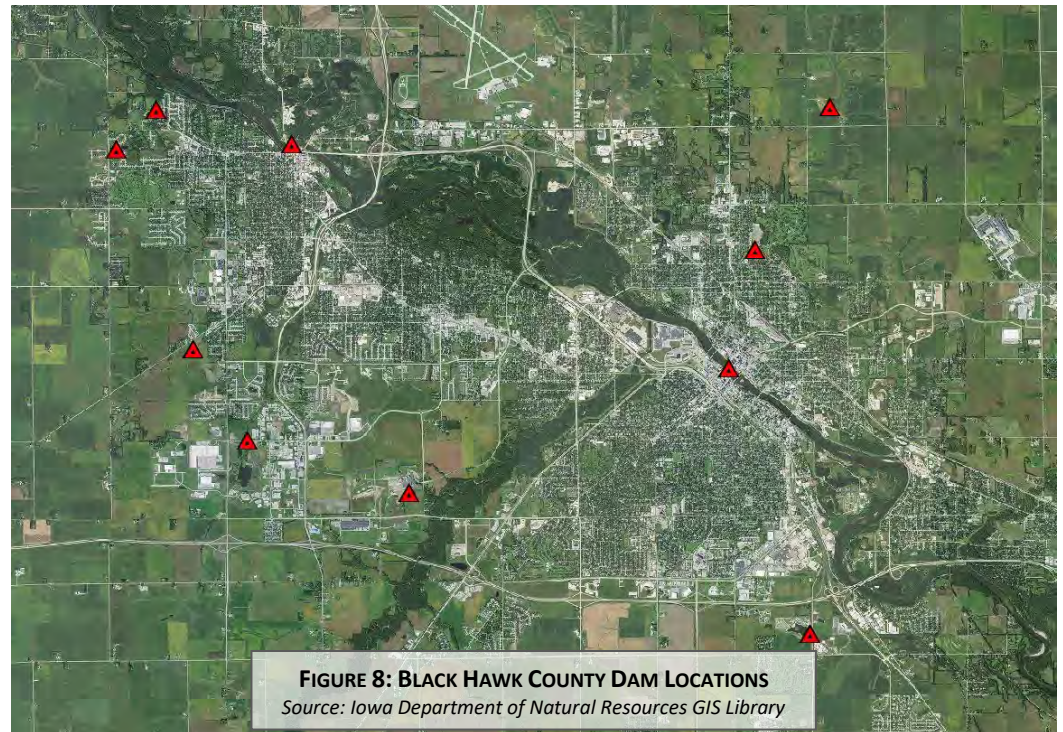 FIGURE 8: BLACK HAWK COUNTY DAM LOCATIONS
Source: Iowa Department of Natural Resources GIS Library